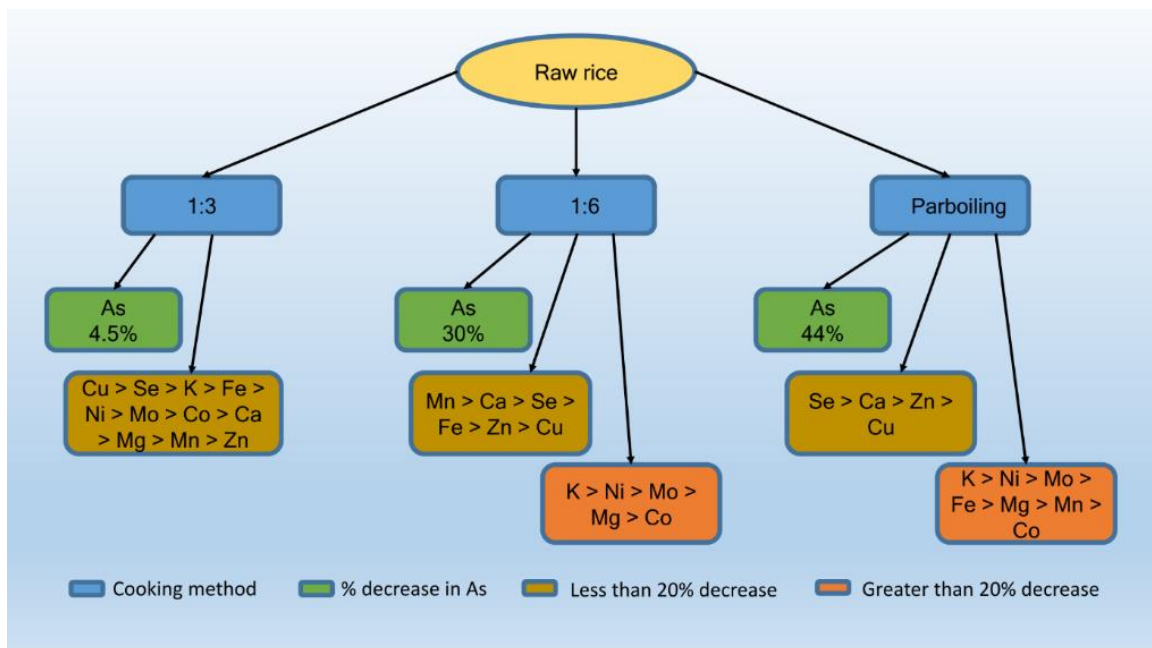 Raw rice
1:3
1:6
Parboiling
As
4.5%
As
30%
As
44%
Cu > Se > K > Fe >
Ni > Mo > Co > Ca
> Mg > Mn > Zn
Mn > Ca > Se >
Fe > Zn > Cu
Se > Ca > Zn >
Cu
K > Ni > Mo >
Mg > Co
K > Ni > Mo >
Fe > Mg > Mn >
Co
Cooking method
% decrease in As
Less than 20% decrease
Greater than 20% decrease